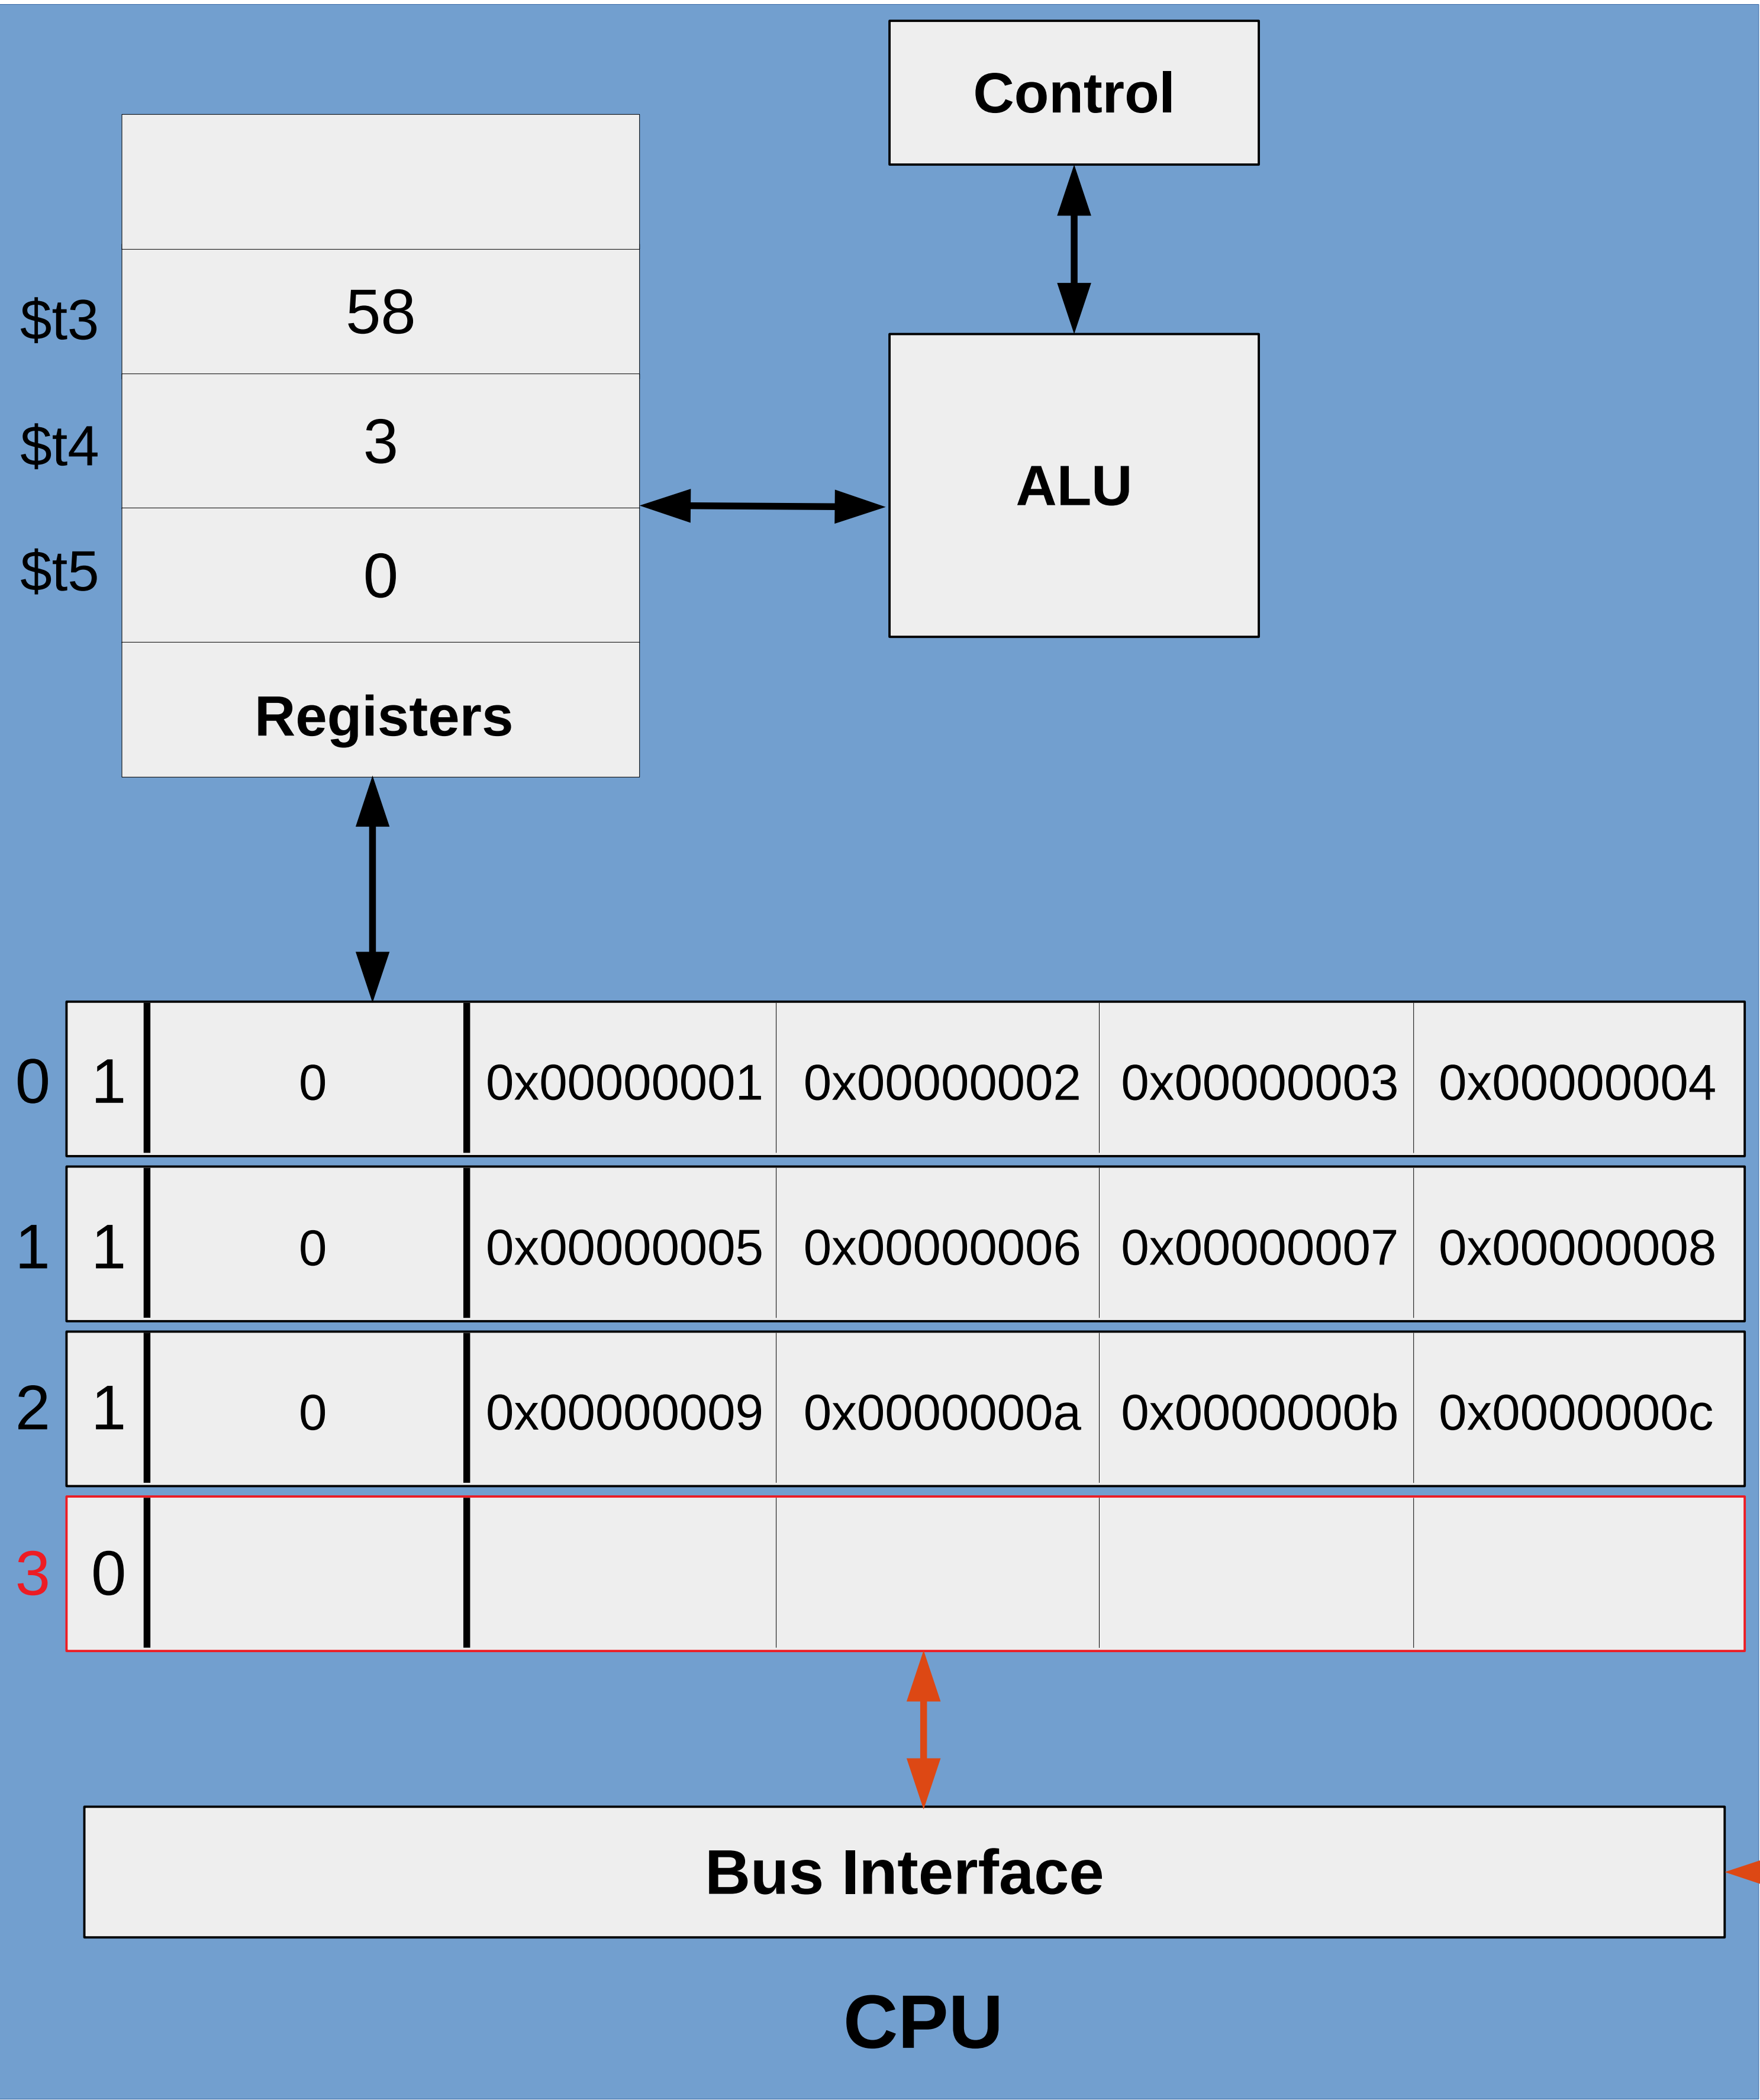 Control
$t3 58
$t4 3
ALU
$t5 0
Registers
0 1 0 0x00000001 0x00000002 0x00000003 0x00000004
1 1 0 0x00000005 0x00000006 0x00000007 0x00000008
2 1 0 0x00000009 0x0000000a 0x0000000b 0x0000000c
3 0
Bus Interface
CPU